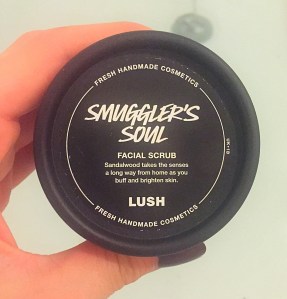 FRESH HANDMADE COSMETICS
SMUGGLER'S
SOUL
FACIAL SCRUB
Sandalwood takes the senses
a long way from home as you
buff and brighten skin.
LUSH
FRESH HANDMADE COSMETICS